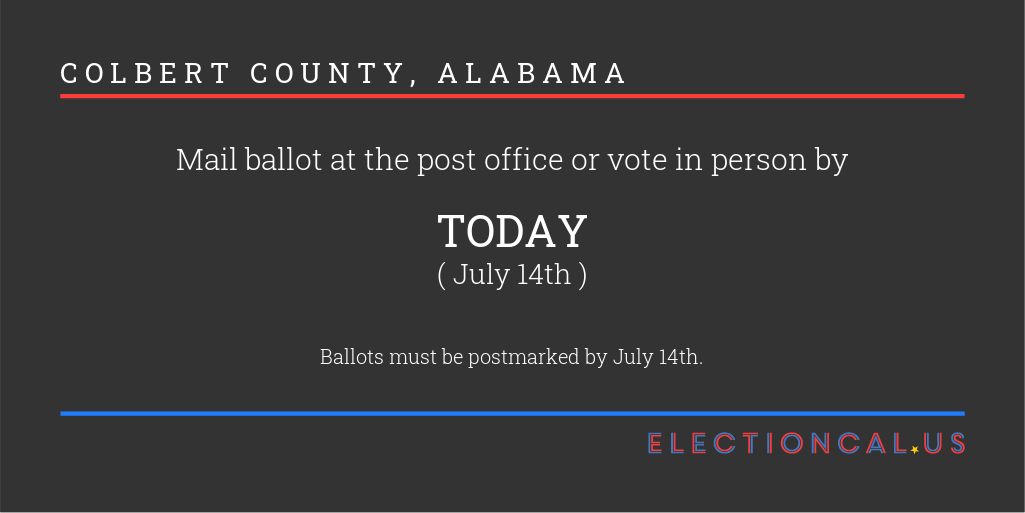 COLBERT COUNTY, ALABAMA
Mail ballot at the post office or vote in person by
TODAY
( July 14th )
Ballots must be postmarked by July 14th.
ELECTIONCAL.US